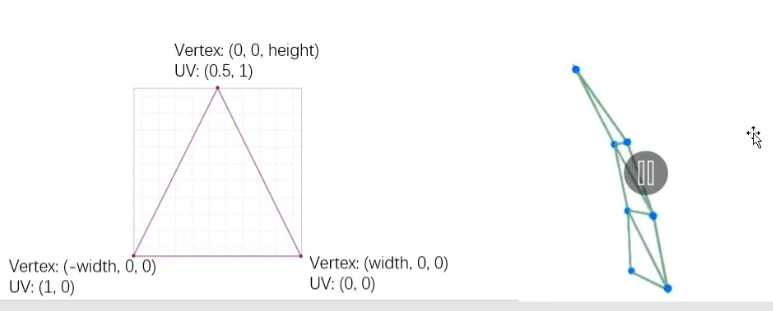 Vertex: (0, 0, height)
UV: (0.5, 1)
Vertex: (-width, 0, 0)
UV: (1, 0)
Vertex: (width, 0, 0)
UV: (0, 0)